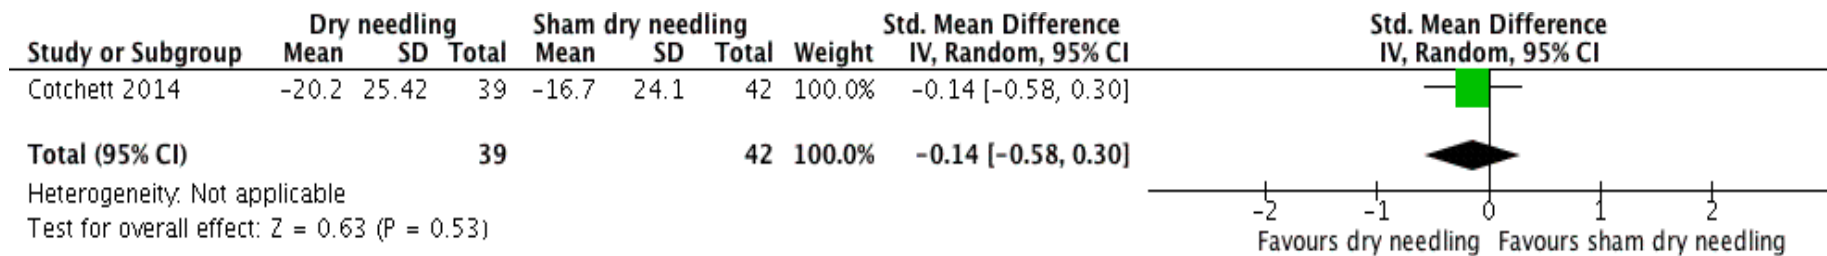 Dry needling Sham dry needling Std. Mean Difference Std. Mean Difference
Study or Subgroup Mean SD Total Mean SD Total Weight IV, Random, 95% CI IV, Random, 95% CI
Cotchett 2014 -20.2 25.42 39 -16.7 24.1 42 100.0% -0.14 [-0.58, 0.30]
Total (95% CI) 39 42 100.0% -0.14 [-0.58, 0.30]
Heterogeneity: Not applicable
Test for overall effect: Z = 0.63 (P = 0.53)
-2 -1 0 1 2
Favours dry needling Favours sham dry needling